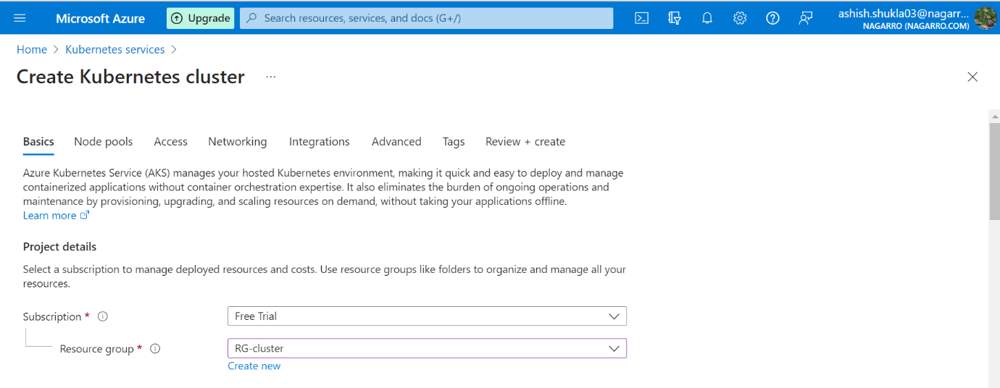 Microsoft Azure Upgrade Search resources, services, and docs (G+/) ashish.shukla03@nagarr...
NAGARRO (NAGARRO.COM)
Home > Kubernetes services >
Create Kubernetes cluster ...
Basics Node pools Access Networking Integrations Advanced Tags Review + create
Azure Kubernetes Service (AKS) manages your hosted Kubernetes environment, making it quick and easy to deploy and manage
containerized applications without container orchestration expertise. It also eliminates the burden of ongoing operations and
maintenance by provisioning, upgrading, and scaling resources on demand, without taking your applications offline.
Learn more
Project details
Select a subscription to manage deployed resources and costs. Use resource groups like folders to organize and manage all your
resources.
Subscription * Free Trial
Resource group * RG-cluster
Create new